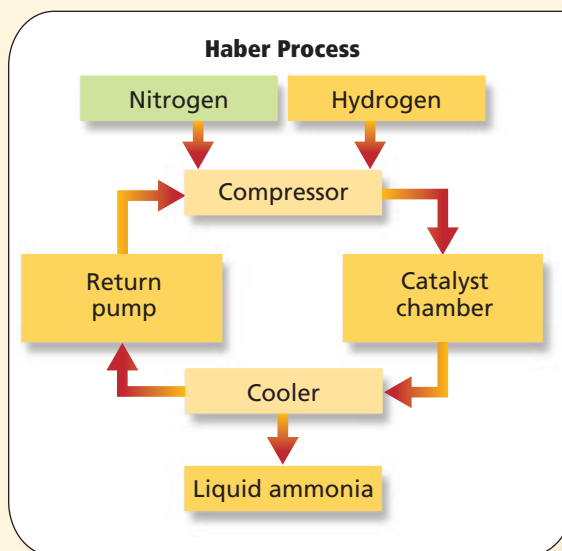 Haber Process
Nitrogen
Hydrogen
Compressor
Return
pump
Catalyst
chamber
Cooler
Liquid ammonia